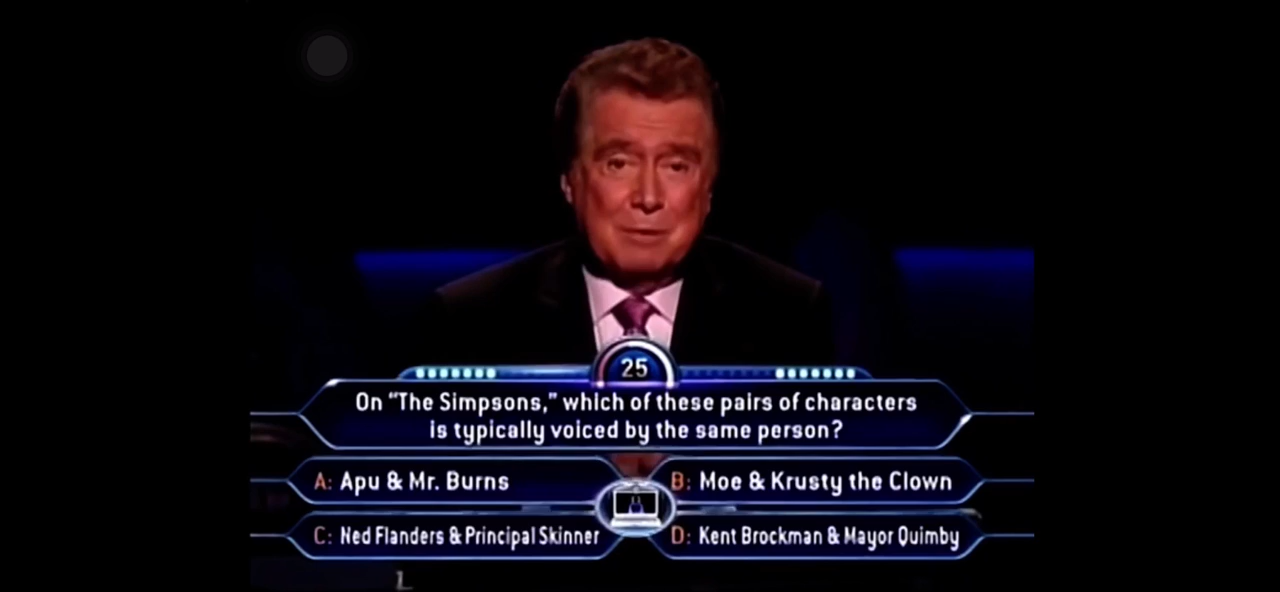 25
On “The Simpsons,” which of these pairs of characters
is typically voiced by the same person?
A: Apu & Mr. Burns
B: Moe & Krusty the Clown
C: Ned Flanders & Principal Skinner
D: Kent Brockman & Mayor Quimby